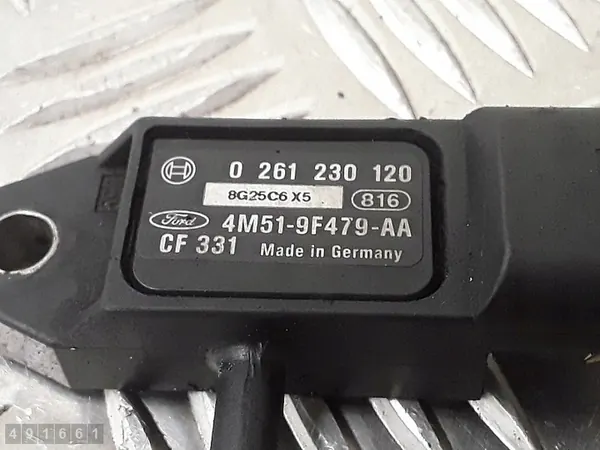 0 261 230 120
8G25C6 X5 816
Ford 4M51-9F479-AA
CF 331 Made in Germany
491661